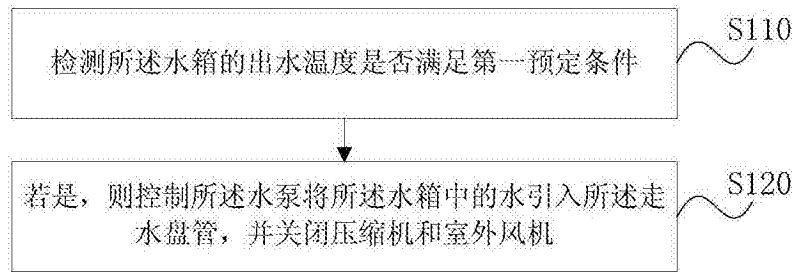 S110
检测所述水箱的出水温度是否满足第一预定条件
S120
若是，则控制所述水泵将所述水箱中的水引入所述走
水盘管，并关闭压缩机和室外风机